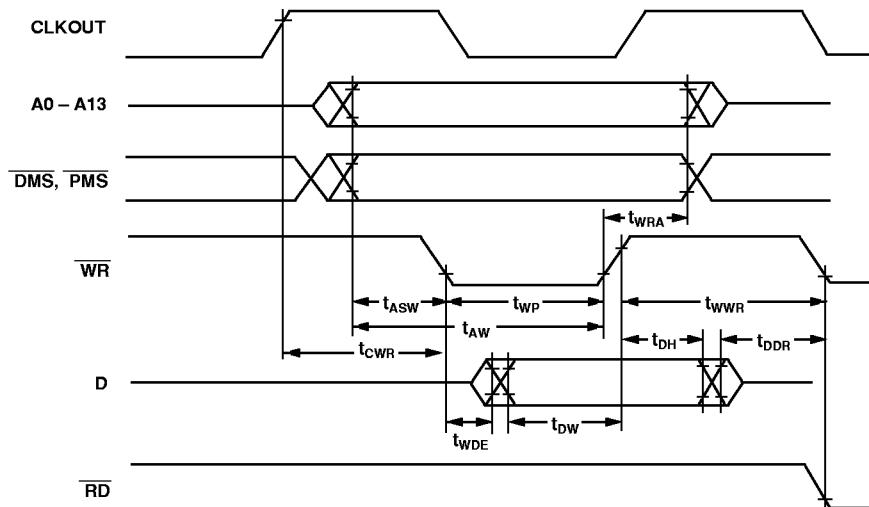 CLKOUT
A0 – A13
DMS, PMS
tWRA
WR
tASW
tWP
tWWR
tAW
tCWR
tDH
tDDR
D
tWDE
tDW
RD